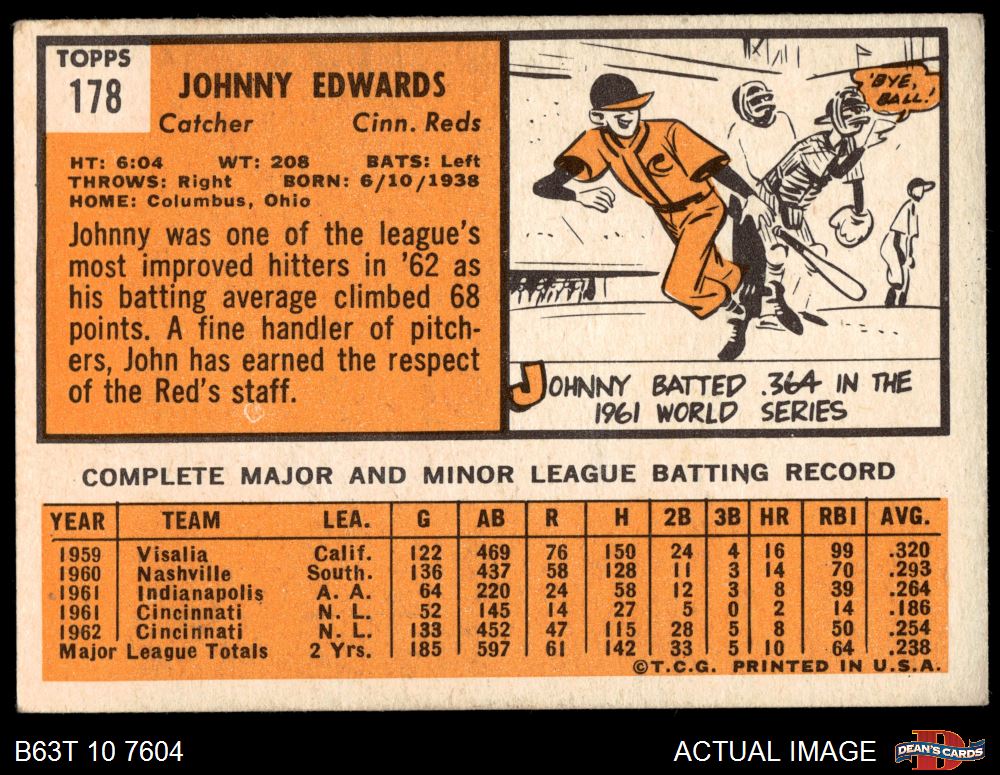 TOPPS
178
JOHNNY EDWARDS
Catcher Cinn. Reds
HT: 6:04 WT: 208 BATS: Left
THROWS: Right BORN: 6/10/1938
HOME: Columbus, Ohio
Johnny was one of the league's
most improved hitters in '62 as
his batting average climbed 68
points. A fine handler of pitch-
ers, John has earned the respect
of the Red's staff.
'BYE,
BALL!
C
JOHNNY BATTED .364 IN THE
1961 WORLD SERIES
COMPLETE MAJOR AND MINOR LEAGUE BATTING RECORD
YEAR TEAM LEA. G AB R H 2B 3B HR RBI AVG.
1959 Visalia Calif. 122 469 76 150 24 4 16 99 .320
1960 Nashville South. 136 437 58 128 11 3 14 70 .293
1961 Indianapolis A. A. 64 220 24 58 12 3 8 39 .264
1961 Cincinnati N. L. 52 145 14 27 5 0 2 14 .186
1962 Cincinnati N. L. 133 452 47 115 28 5 8 50 .254
Major League Totals 2 Yrs. 185 597 61 142 33 5 10 64 .238
©T.C.G. PRINTED IN U.S.A.
B63T 10 7604
ACTUAL IMAGE
D
DEAN'S CARDS